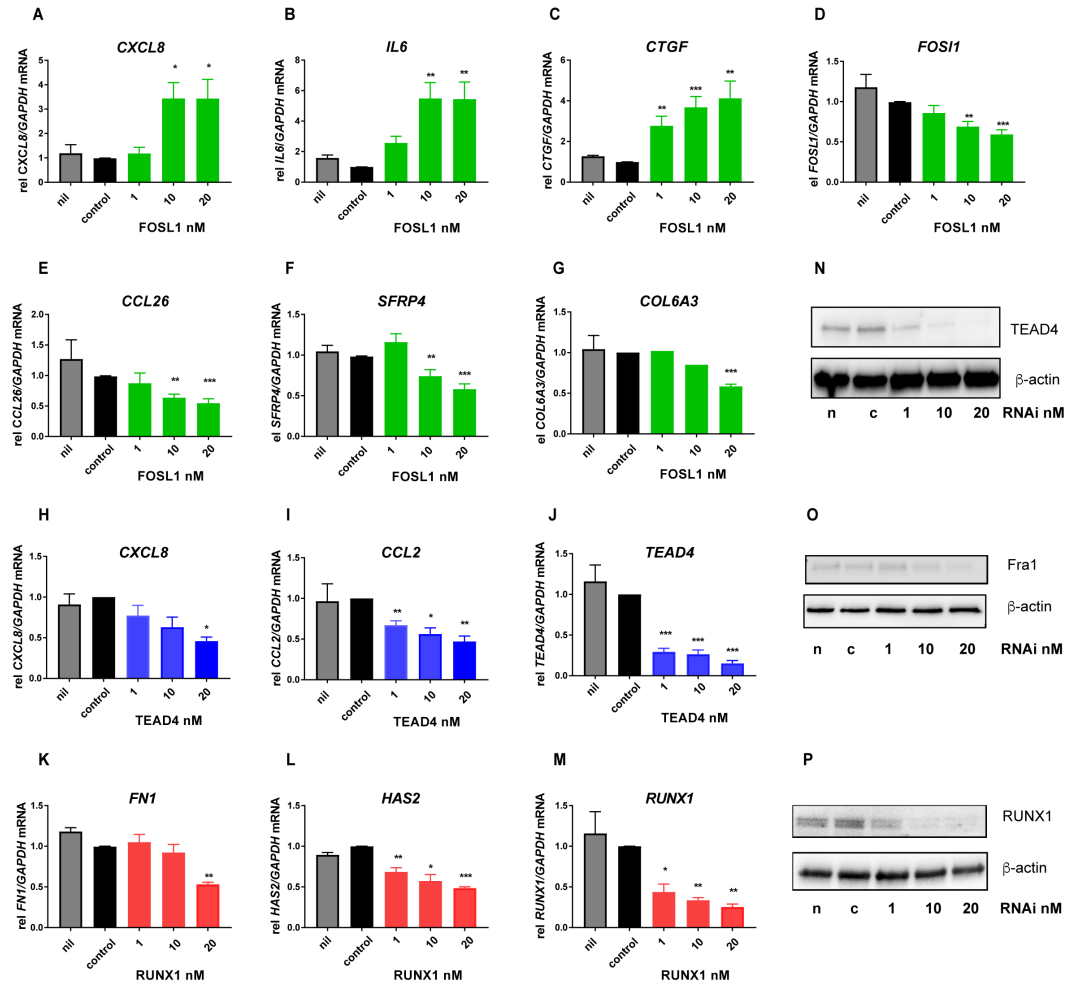 A
CXCL8
rel CXCL8/GAPDH mRNA
5
4
3
2
1
0
* *
nil control 1 10 20
FOSL1 nM
B
IL6
rel IL6l/GAPDH mRNA
8
6
4
2
0
** **
nil control 1 10 20
FOSL1 nM
C
CTGF
rel CTGF/GAPDH mRNA
6
4
2
0
** *** **
nil control 1 10 20
FOSL1 nM
D
FOSl1
el FOSL1/GAPDH mRNA
1.5
1.0
0.5
0.0
** ***
nil control 1 10 20
FOSL1 nM
E
CCL26
rel CCL26/GAPDH mRNA
2.0
1.5
1.0
0.5
0.0
** ***
nil control 1 10 20
FOSL1 nM
F
SFRP4
el SFRP4/GAPDH mRNA
1.5
1.0
0.5
0.0
** ***
nil control 1 10 20
FOSL1 nM
G
COL6A3
el COL6A3/GAPDH mRNA
1.5
1.0
0.5
0.0
***
nil control 1 10 20
FOSL1 nM
N
TEAD4
β-actin
n c 1 10 20 RNAi nM
H
CXCL8
rel CXCL8/GAPDH mRNA
1.5
1.0
0.5
0.0
*
nil control 1 10 20
TEAD4 nM
I
CCL2
rel CCL2/GAPDH mRNA
1.5
1.0
0.5
0.0
** * **
nil control 1 10 20
TEAD4 nM
J
TEAD4
rel TEAD4/GAPDH mRNA
1.5
1.0
0.5
0.0
*** *** ***
nil control 1 10 20
TEAD4 nM
O
Fra1
β-actin
n c 1 10 20 RNAi nM
K
FN1
rel FN1/GAPDH mRNA
1.5
1.0
0.5
0.0
**
nil control 1 10 20
RUNX1 nM
L
HAS2
rel HAS2/GAPDH mRNA
1.5
1.0
0.5
0.0
** * ***
nil control 1 10 20
RUNX1 nM
M
RUNX1
rel RUNX1/GAPDH mRNA
1.5
1.0
0.5
0.0
* ** **
nil control 1 10 20
RUNX1 nM
P
RUNX1
β-actin
n c 1 10 20 RNAi nM